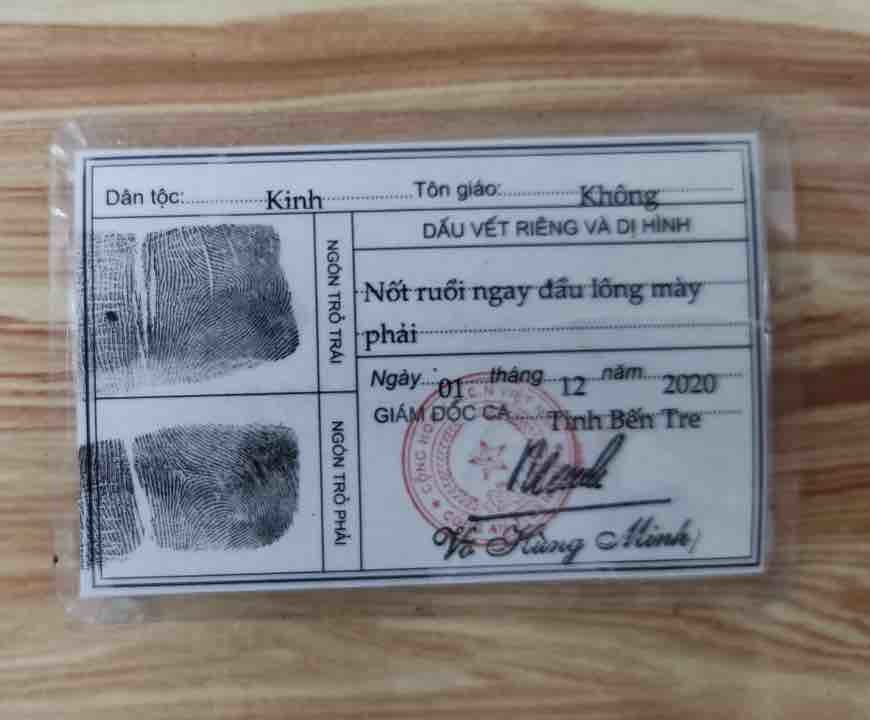 Dân tộc: Kinh Tôn giáo: Không
DẤU VẾT RIÊNG VÀ DỊ HÌNH
NGÓN TRỎ TRÁI
Nốt ruồi ngay đầu lông mày
phải
NGÓN TRỎ PHẢI
Ngày 01 tháng 12 năm 2020
GIÁM ĐỐC CA Tỉnh Bến Tre
Võ Hùng Minh